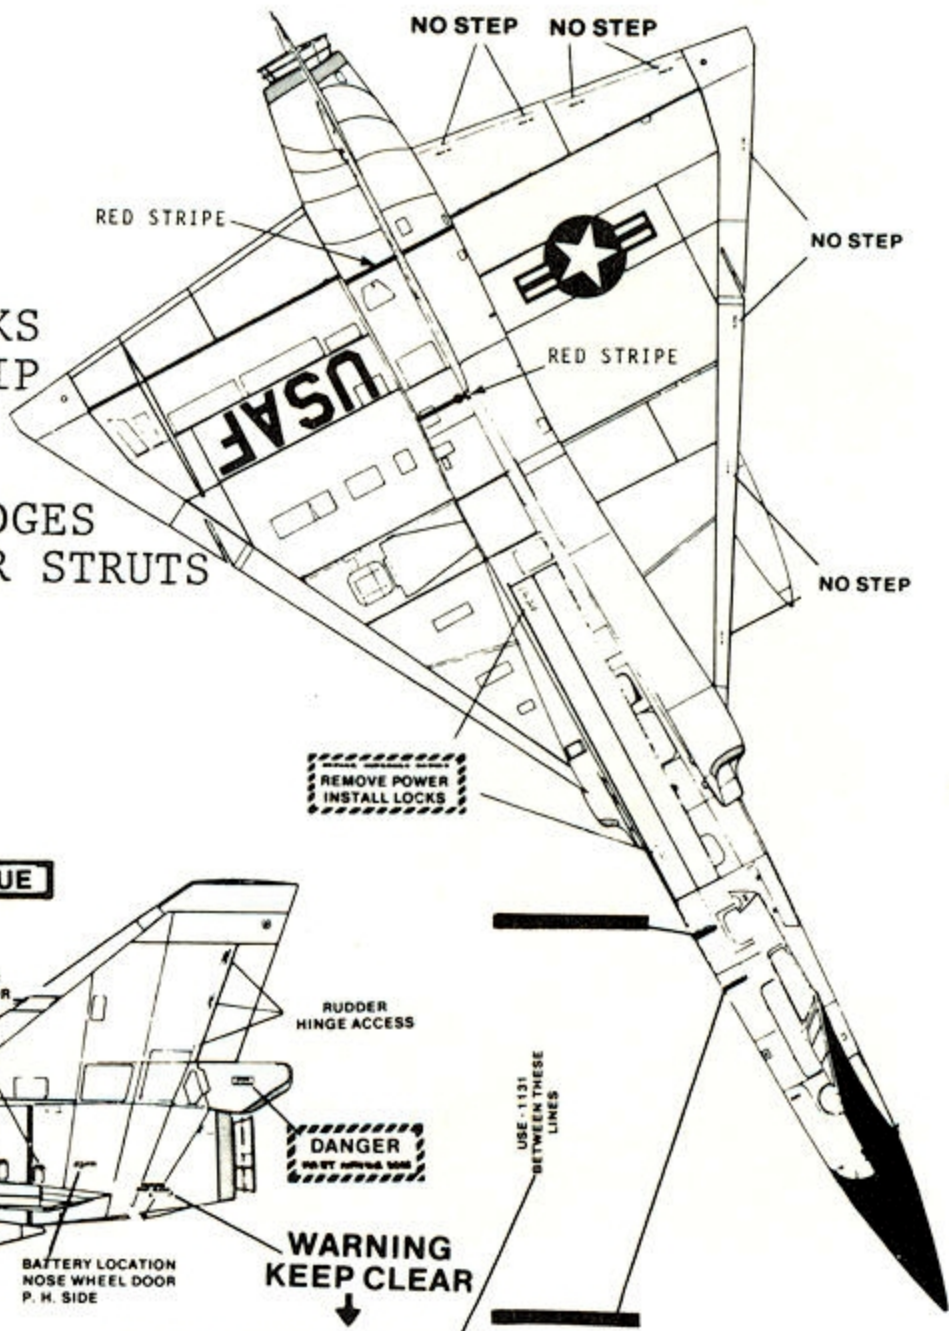 NO STEP
NO STEP
RED STRIPE
NO STEP
KS
IP
RED STRIPE
USAF
DGES
R STRUTS
NO STEP
REMOVE POWER
INSTALL LOCKS
UE
R
RUDDER
HINGE ACCESS
USE - 1131
BETWEEN THESE
LINES
DANGER
WARNING
KEEP CLEAR
BATTERY LOCATION
NOSE WHEEL DOOR
P. H. SIDE